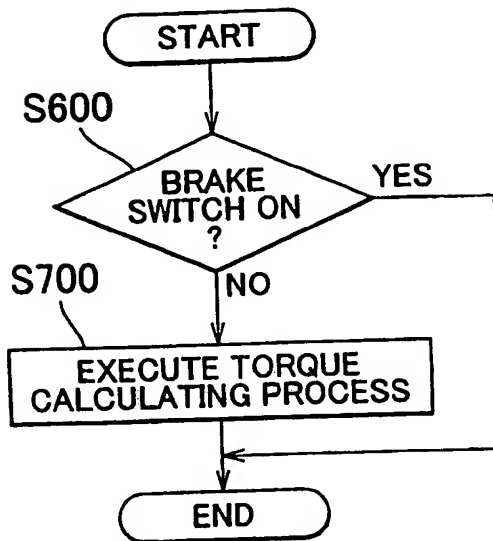 START
S600
BRAKE
SWITCH ON
?
YES
NO
S700
EXECUTE TORQUE
CALCULATING PROCESS
END